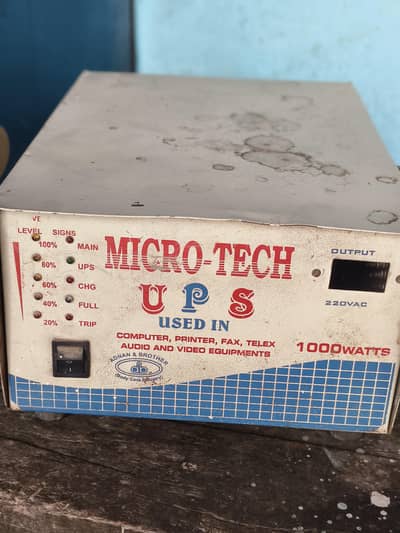 VE
LEVEL SIGNS
100% MAIN
80% UPS
60% CHG
40% FULL
20% TRIP
MICRO-TECH
UPS
USED IN
COMPUTER, PRINTER, FAX, TELEX
AUDIO AND VIDEO EQUIPMENTS
ADNAN & BROTHER
OUTPUT
220VAC
1000WATTS